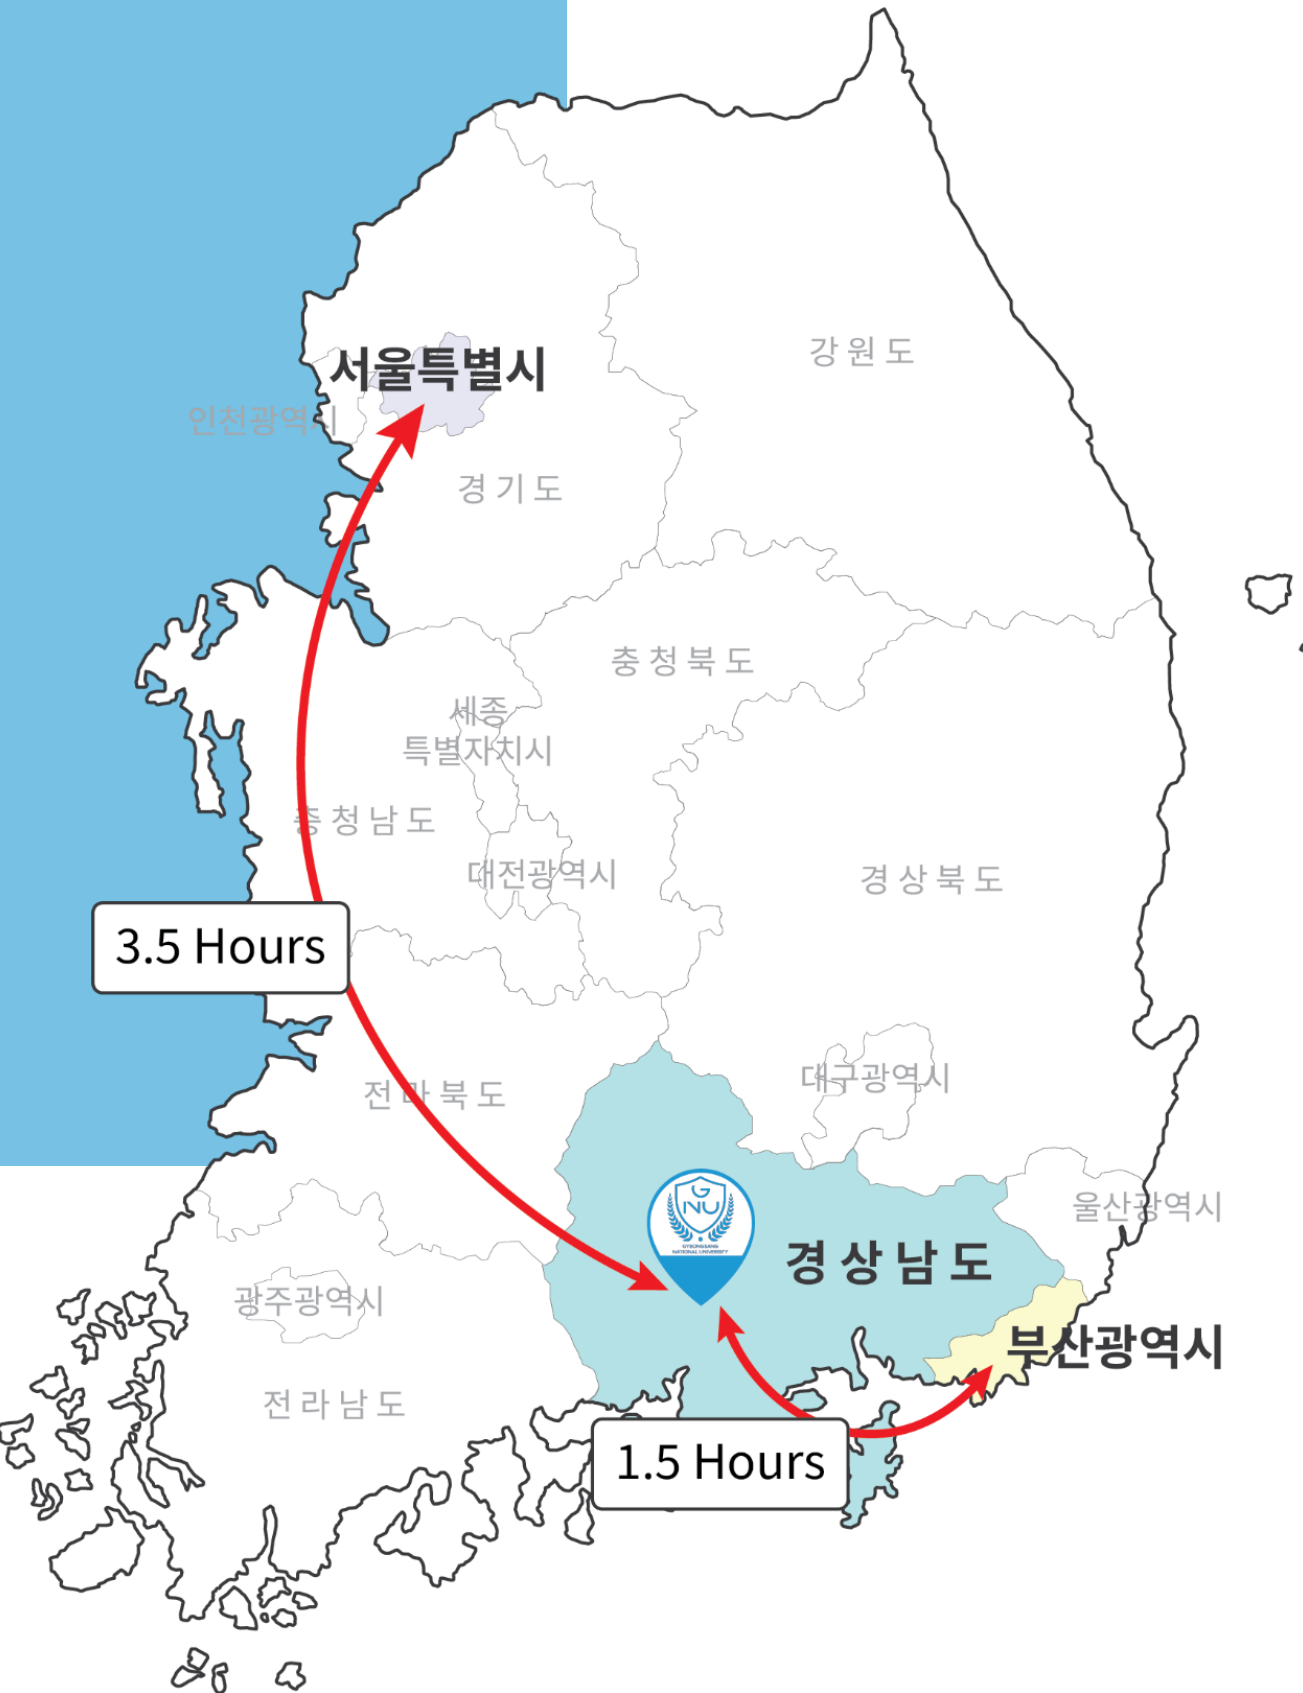 강원도
서울특별시
인천광역시
경기도
충청북도
세종
특별자치시
충청남도
대전광역시
경상북도
3.5 Hours
대구광역시
전라북도
GNU
GYEONGSANG
NATIONAL UNIVERSITY
울산광역시
경상남도
광주광역시
부산광역시
전라남도
1.5 Hours